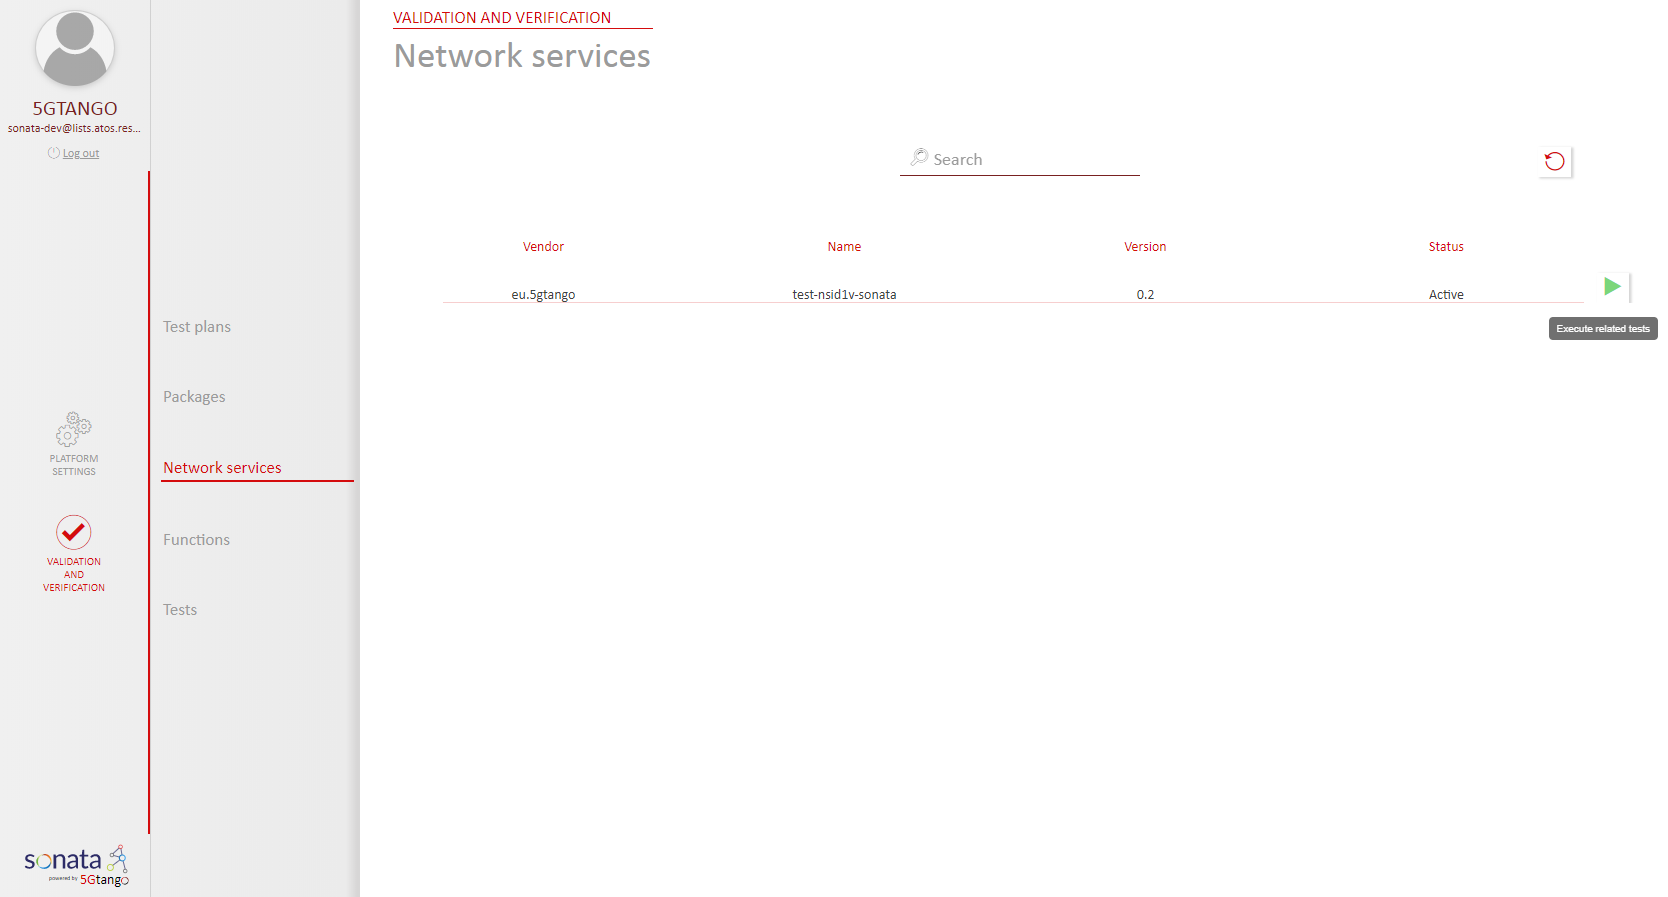 5GTANGO
sonata-dev@lists.atos.res...
Log out
PLATFORM
SETTINGS
VALIDATION
AND
VERIFICATION
sonata
powered by 5Gtango
Test plans
Packages
Network services
Functions
Tests
VALIDATION AND VERIFICATION
Network services
Search
Vendor Name Version Status
eu.5gtango test-nsid1v-sonata 0.2 Active
Execute related tests